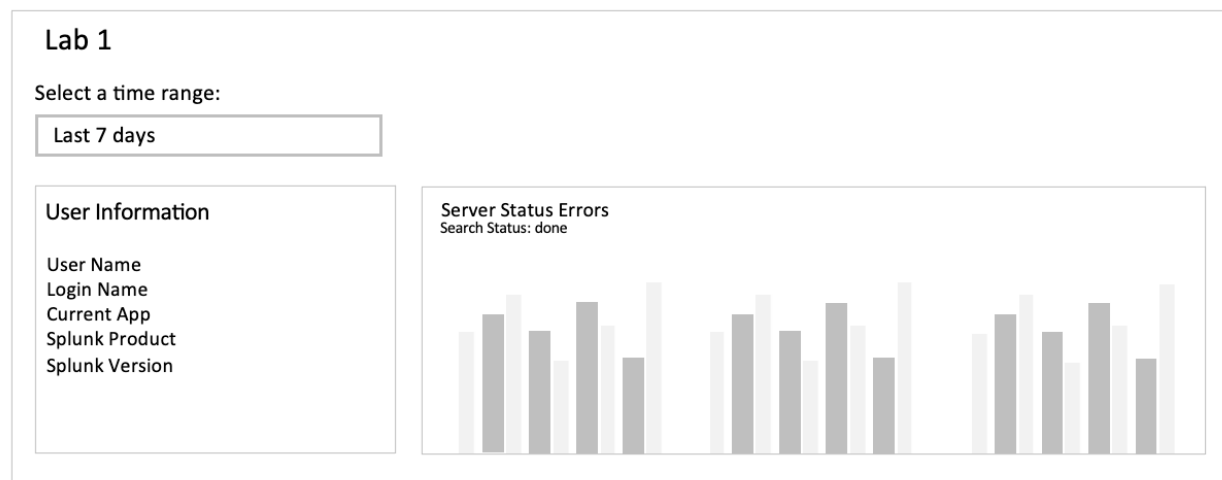 Lab 1
Select a time range:
Last 7 days
User Information
User Name
Login Name
Current App
Splunk Product
Splunk Version
Server Status Errors
Search Status: done